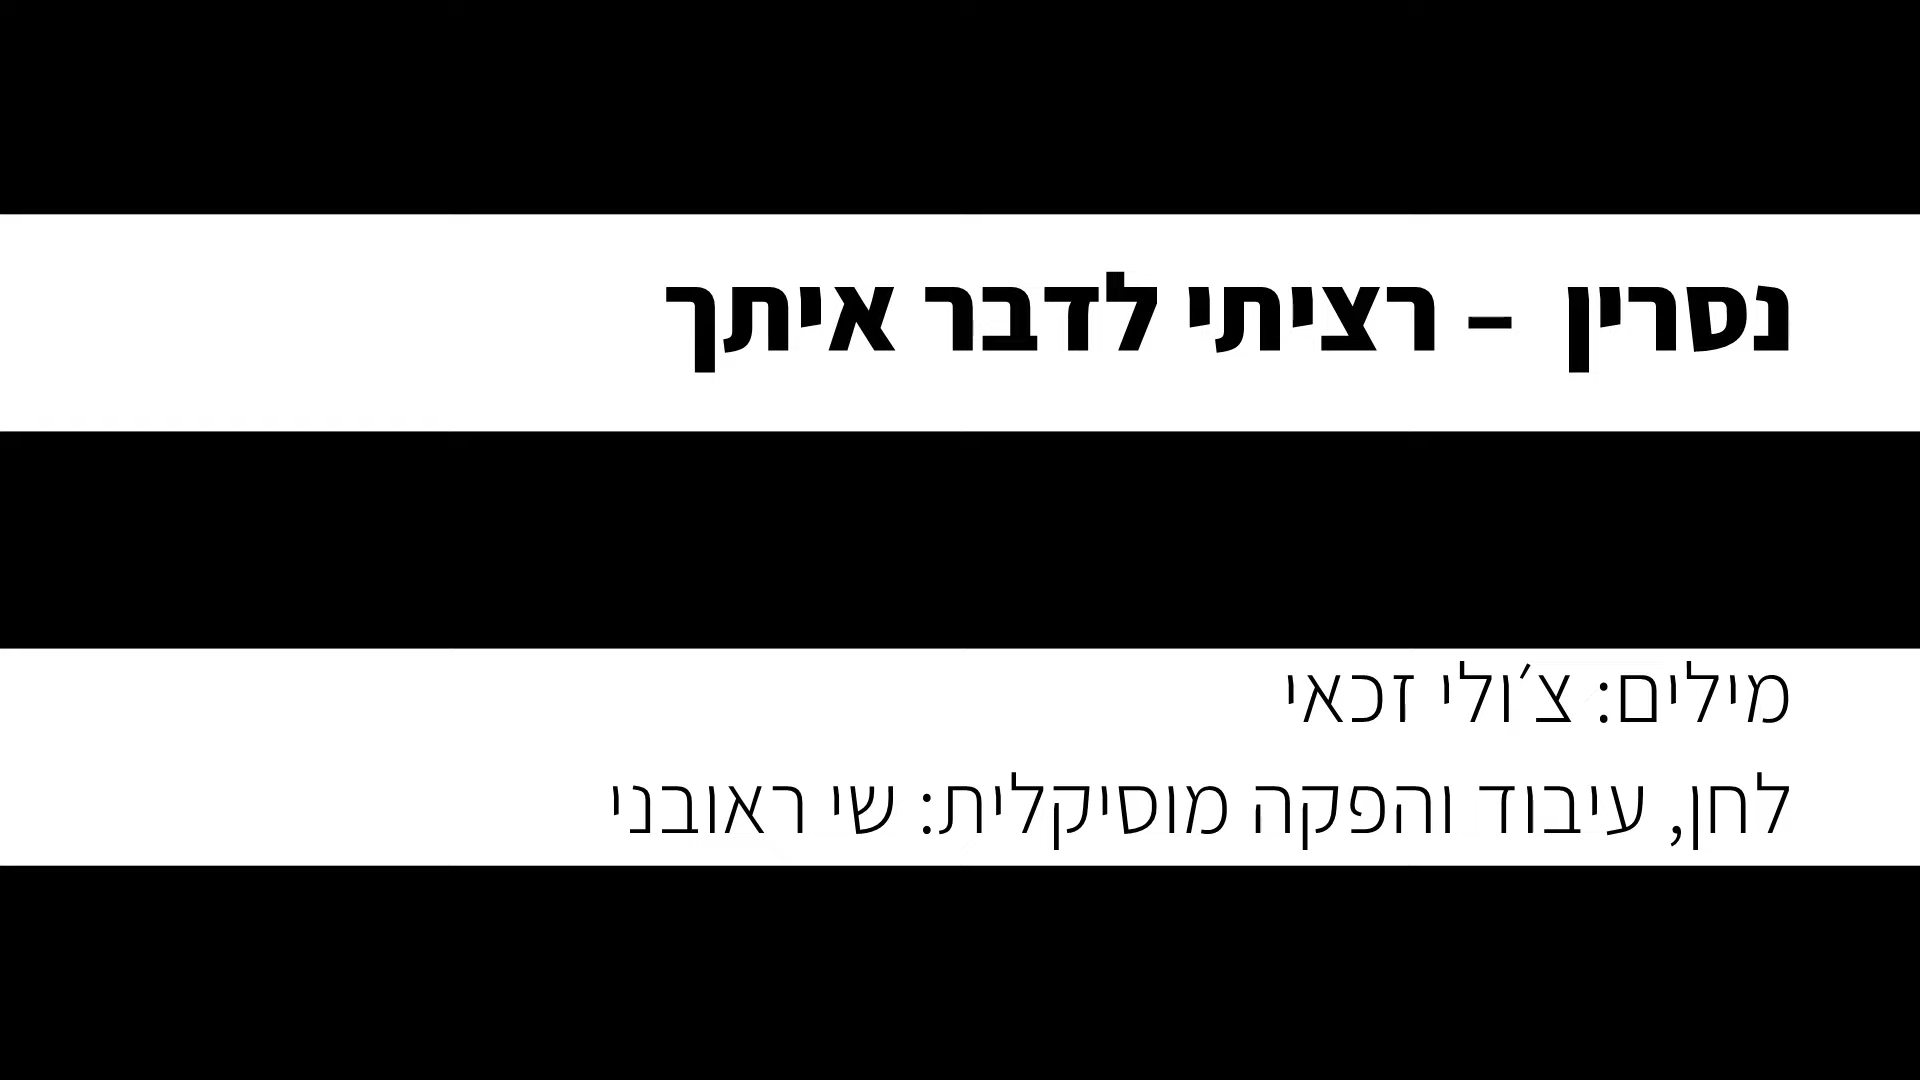 נסרין – רציתי לדבר איתך
מילים: צ׳ולי זכאי
לחן, עיבוד והפקה מוסיקלית: שי ראובני